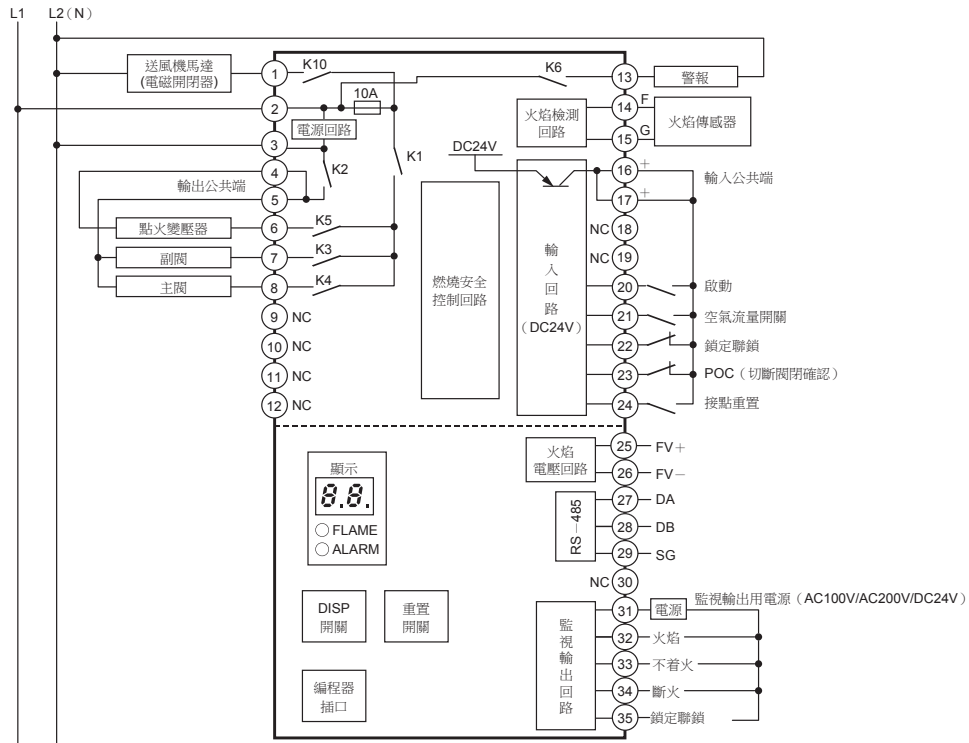 L1 L2(N)
送風機馬達
(電磁開閉器)
1
K10
K6
13
警報
2
10A
14
F
火焰檢測
回路
火焰傳感器
電源回路
3
15
G
K1
K2
DC24V
4
16
+
輸入公共端
輸出公共端
5
17
+
點火變壓器
6
K5
NC
18
副閥
7
K3
NC
19
主閥
8
K4
燃燒安全
控制回路
輸
入
回
路
(DC24V)
20
啟動
9
NC
21
空氣流量開關
10
NC
22
鎖定聯鎖
11
NC
23
POC(切斷閥閉確認)
12
NC
24
接點重置
火焰
電壓回路
25
FV+
26
FV-
顯示
8.8.
FLAME
ALARM
RS-485
27
DA
28
DB
29
SG
NC
30
DISP
開關
重置
開關
編程器
插口
監
視
輸
出
回
路
31
電源
監視輸出用電源(AC100V/AC200V/DC24V)
32
火焰
33
不着火
34
斷火
35
鎖定聯鎖